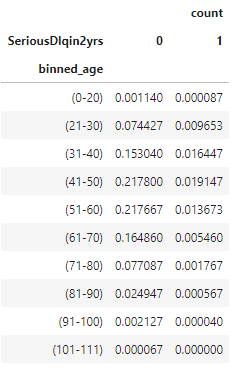 count
SeriousDlqin2yrs 0 1
binned_age
(0-20) 0.001140 0.000087
(21-30) 0.074427 0.009653
(31-40) 0.153040 0.016447
(41-50) 0.217800 0.019147
(51-60) 0.217667 0.013673
(61-70) 0.164860 0.005460
(71-80) 0.077087 0.001767
(81-90) 0.024947 0.000567
(91-100) 0.002127 0.000040
(101-111) 0.000067 0.000000